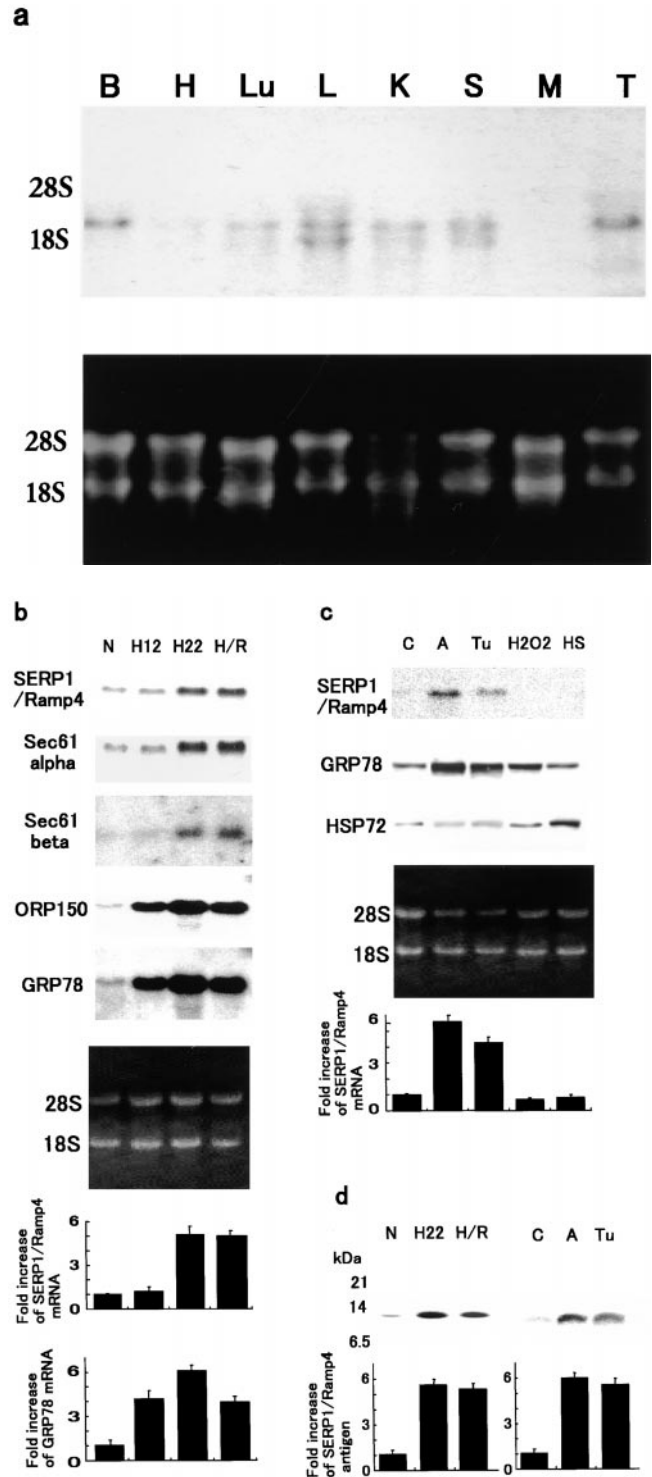 a
B H Lu L K S M T
28S
18S
28S
18S
b
N H12 H22 H/R
SERP1
/Ramp4
Sec61
alpha
Sec61
beta
ORP150
GRP78
28S
18S
Fold increase
of SERP1/Ramp4
mRNA
6
3
0
Fold increase
of GRP78 mRNA
6
3
0
c
C A Tu H2O2 HS
SERP1
/Ramp4
GRP78
HSP72
28S
18S
Fold increase
of SERP1/Ramp4
mRNA
6
3
0
d
N H22 H/R C A Tu
kDa
21
14
6.5
Fold increase
of SERP1/Ramp4
antigen
6
3
0
6
3
0